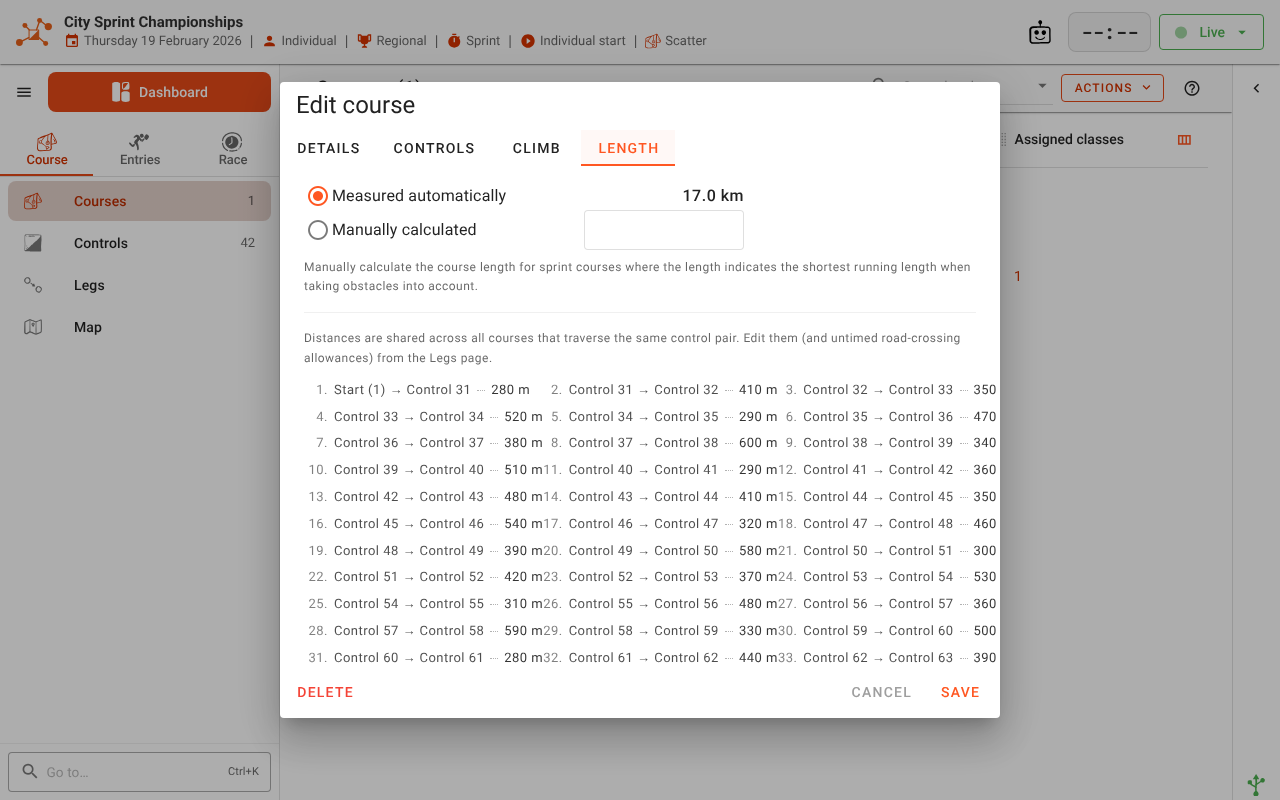 City Sprint Championships
Thursday 19 February 2026 | Individual | Regional | Sprint | Individual start | Scatter
--:--
Live
Dashboard
ACTIONS
Course
Entries
Race
Courses 1
Controls 42
Legs
Map
Go to...
Ctrl+K
Assigned classes
1
Edit course
DETAILS
CONTROLS
CLIMB
LENGTH
Measured automatically 17.0 km
Manually calculated
Manually calculate the course length for sprint courses where the length indicates the shortest running length when
taking obstacles into account.
Distances are shared across all courses that traverse the same control pair. Edit them (and untimed road-crossing
allowances) from the Legs page.
1. Start (1) → Control 31 280 m 2. Control 31 → Control 32 410 m 3. Control 32 → Control 33 350
4. Control 33 → Control 34 520 m 5. Control 34 → Control 35 290 m 6. Control 35 → Control 36 470
7. Control 36 → Control 37 380 m 8. Control 37 → Control 38 600 m 9. Control 38 → Control 39 340
10. Control 39 → Control 40 510 m 11. Control 40 → Control 41 290 m 12. Control 41 → Control 42 360
13. Control 42 → Control 43 480 m 14. Control 43 → Control 44 410 m 15. Control 44 → Control 45 350
16. Control 45 → Control 46 540 m 17. Control 46 → Control 47 320 m 18. Control 47 → Control 48 460
19. Control 48 → Control 49 390 m 20. Control 49 → Control 50 580 m 21. Control 50 → Control 51 300
22. Control 51 → Control 52 420 m 23. Control 52 → Control 53 370 m 24. Control 53 → Control 54 530
25. Control 54 → Control 55 310 m 26. Control 55 → Control 56 480 m 27. Control 56 → Control 57 360
28. Control 57 → Control 58 590 m 29. Control 58 → Control 59 330 m 30. Control 59 → Control 60 500
31. Control 60 → Control 61 280 m 32. Control 61 → Control 62 440 m 33. Control 62 → Control 63 390
DELETE
CANCEL
SAVE